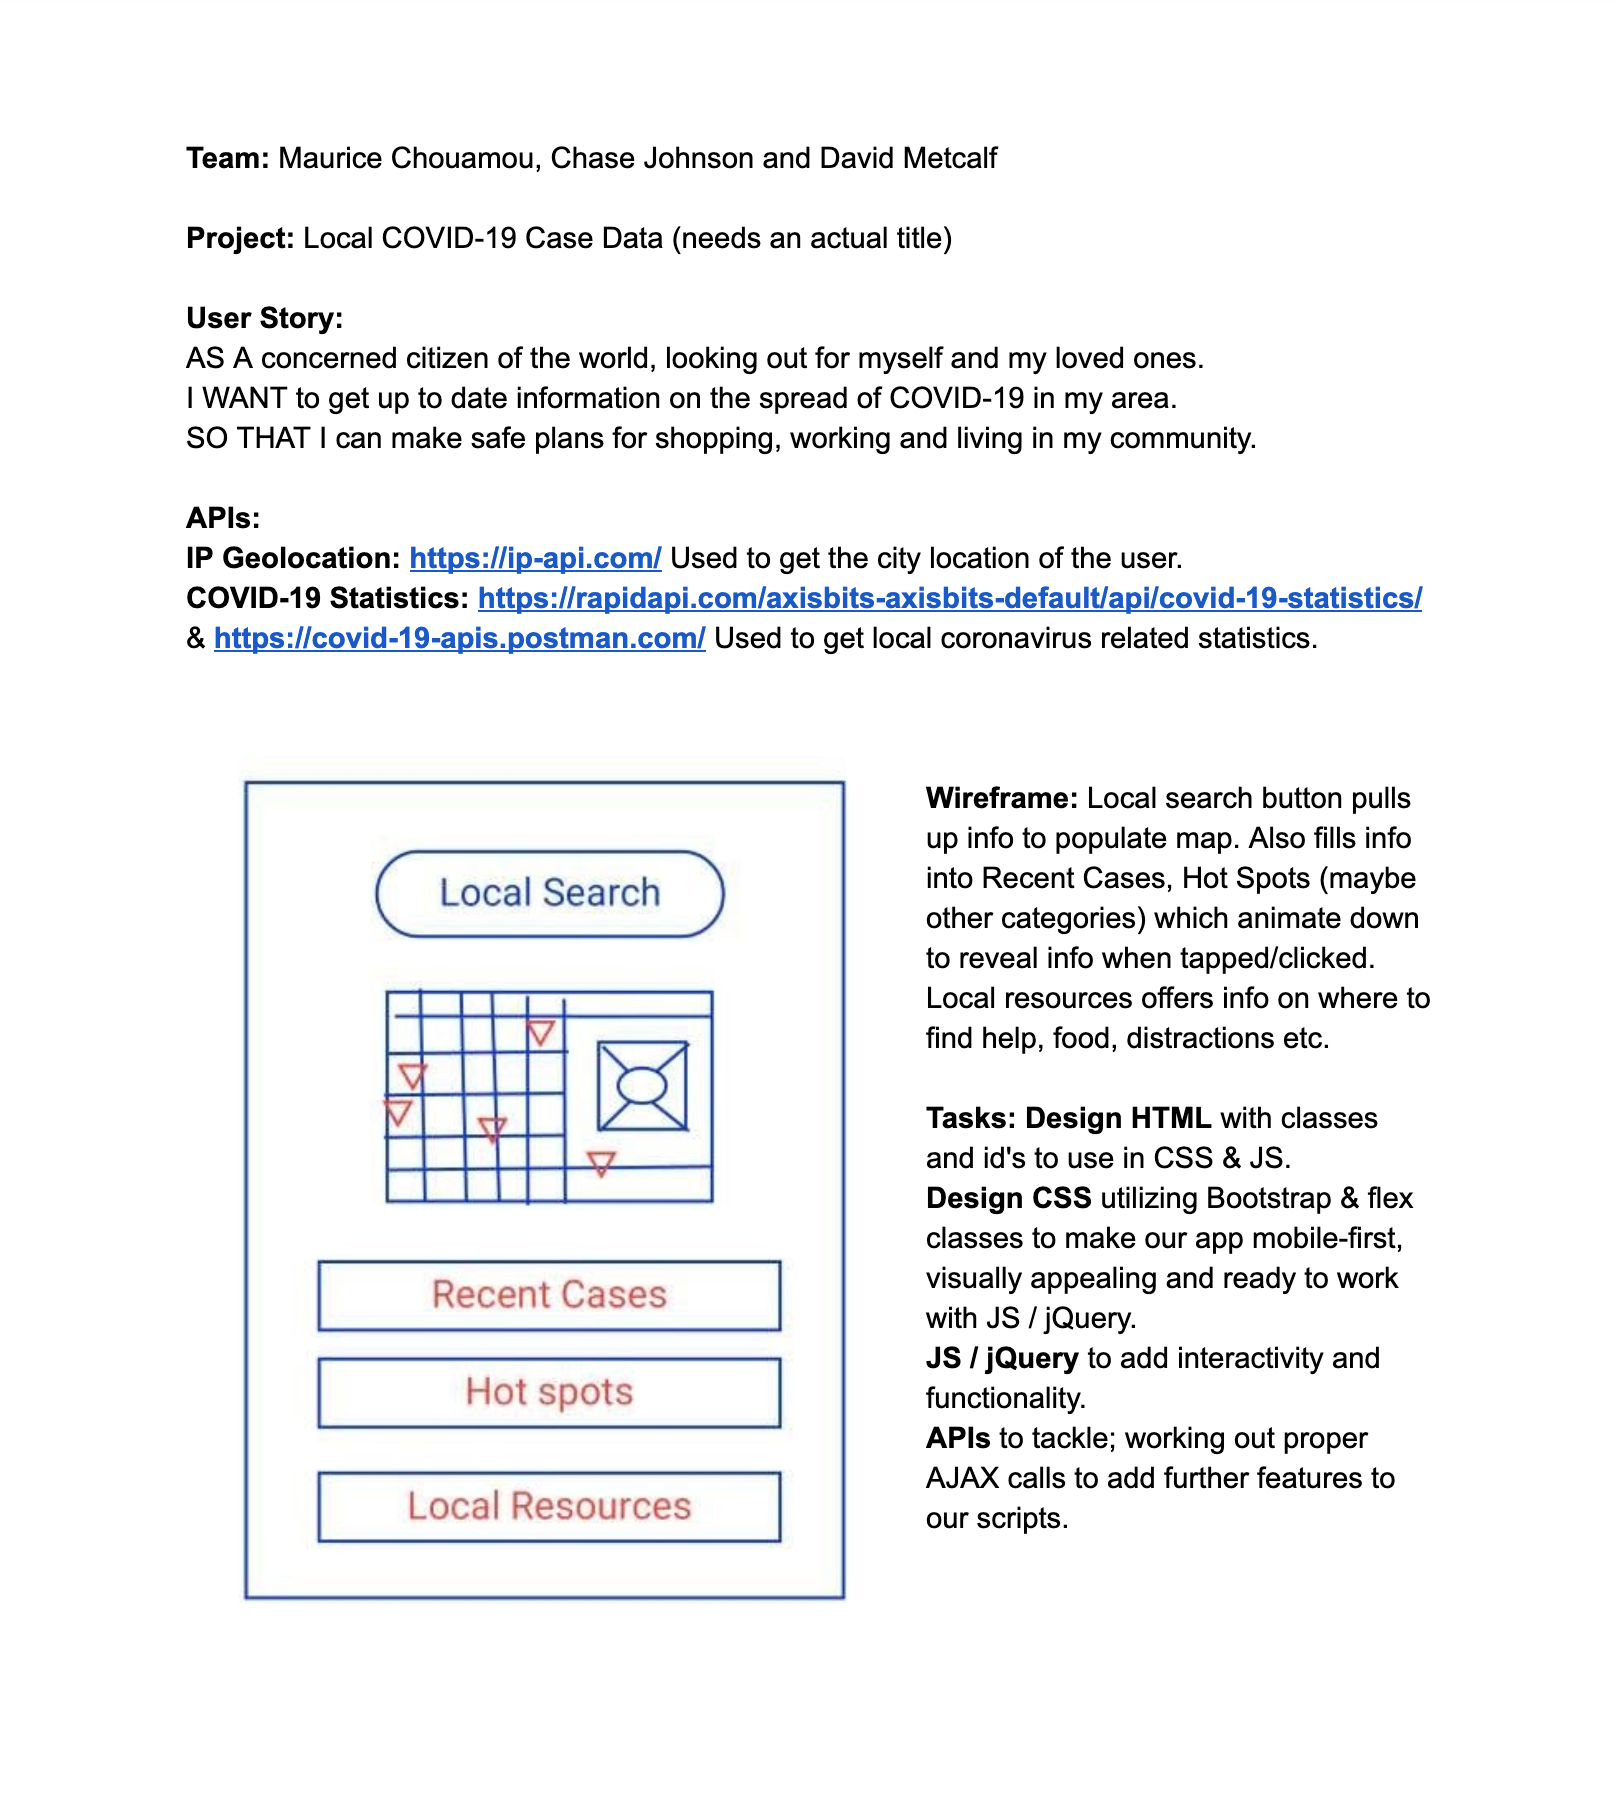 Team: Maurice Chouamou, Chase Johnson and David Metcalf
Project: Local COVID-19 Case Data (needs an actual title)
User Story:
AS A concerned citizen of the world, looking out for myself and my loved ones.
I WANT to get up to date information on the spread of COVID-19 in my area.
SO THAT I can make safe plans for shopping, working and living in my community.
APIs:
IP Geolocation: https://ip-api.com/ Used to get the city location of the user.
COVID-19 Statistics: https://rapidapi.com/axisbits-axisbits-default/api/covid-19-statistics/
& https://covid-19-apis.postman.com/ Used to get local coronavirus related statistics.
Local Search
Recent Cases
Hot spots
Local Resources
Wireframe: Local search button pulls
up info to populate map. Also fills info
into Recent Cases, Hot Spots (maybe
other categories) which animate down
to reveal info when tapped/clicked.
Local resources offers info on where to
find help, food, distractions etc.
Tasks: Design HTML with classes
and id's to use in CSS & JS.
Design CSS utilizing Bootstrap & flex
classes to make our app mobile-first,
visually appealing and ready to work
with JS / jQuery.
JS / jQuery to add interactivity and
functionality.
APIs to tackle; working out proper
AJAX calls to add further features to
our scripts.